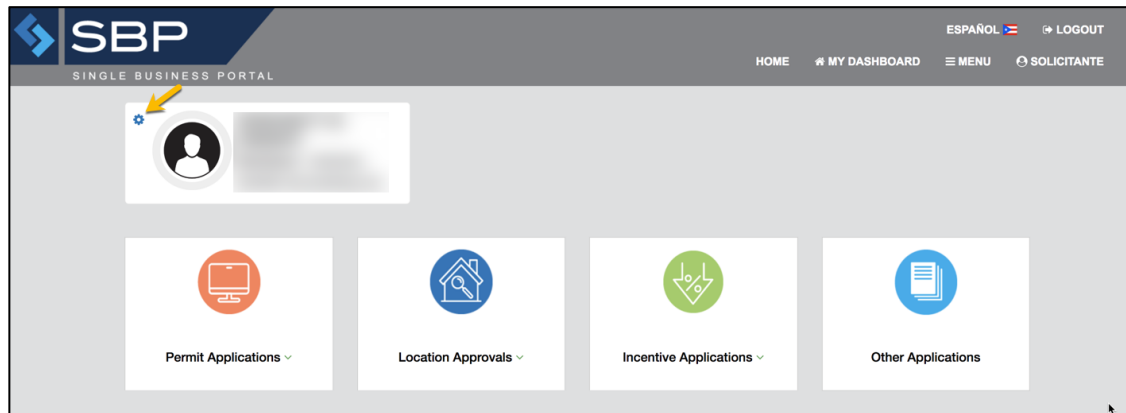 SBP
SINGLE BUSINESS PORTAL
ESPAÑOL LOGOUT
HOME MY DASHBOARD MENU SOLICITANTE
Permit Applications Location Approvals Incentive Applications Other Applications